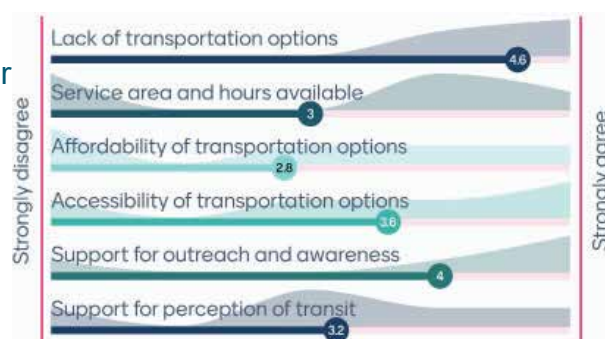 Lack of transportation options
4.6
r
Service area and hours available
3
Affordability of transportation options
2.8
Accessibility of transportation options
3.6
Support for outreach and awareness
4
Support for perception of transit
3.2
Strongly disagree
Strongly agree